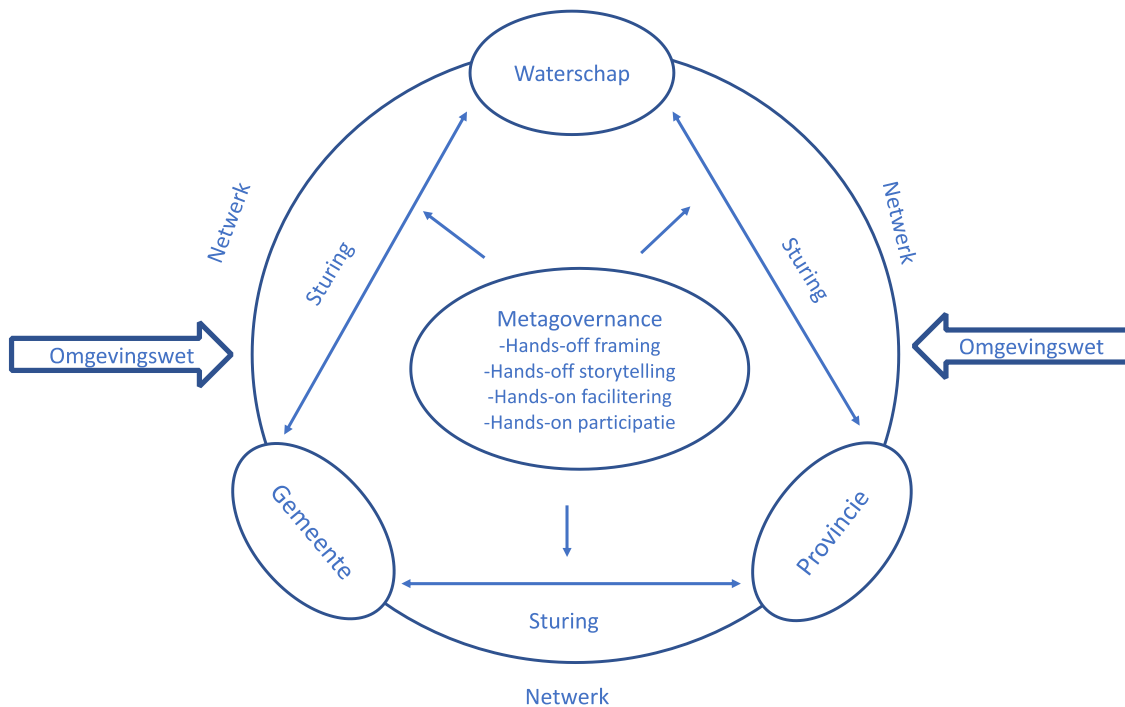 Waterschap
Netwerk
Netwerk
Sturing
Sturing
Metagovernance
-Hands-off framing
-Hands-off storytelling
-Hands-on facilitering
-Hands-on participatie
Omgevingswet
Omgevingswet
Gemeente
Provincie
Sturing
Netwerk